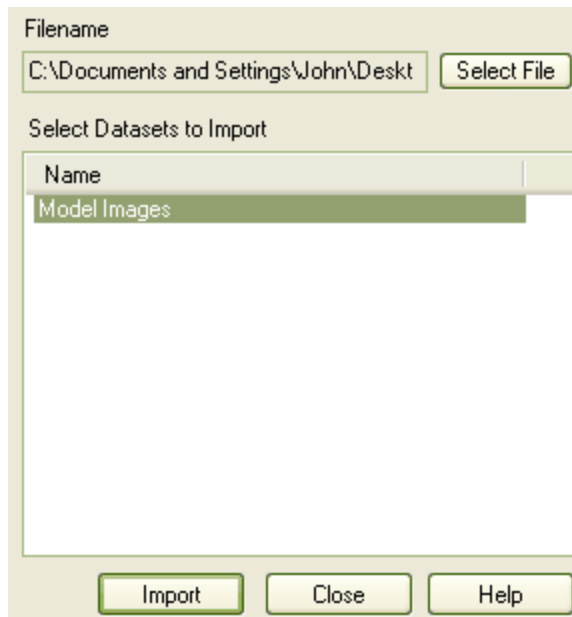 Filename
C:\Documents and Settings\John\Deskt Select File
Select Datasets to Import
Name
Model Images
Import Close Help